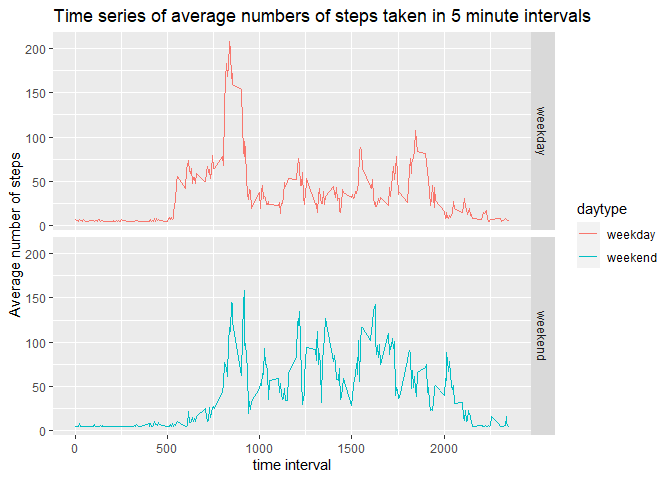 Time series of average numbers of steps taken in 5 minute intervals
Average number of steps
200
150
100
50
0
weekday
200
150
100
50
0
weekend
0 500 1000 1500 2000
time interval
daytype
weekday
weekend